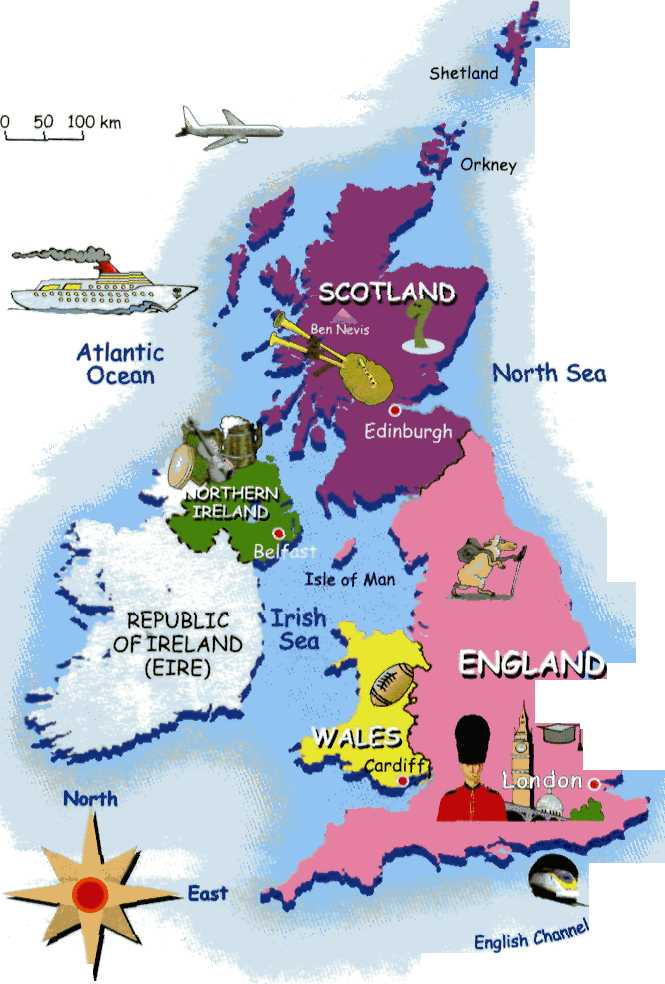 Shetland
0 50 100 km
Orkney
SCOTLAND
Ben Nevis
Atlantic
Ocean
North Sea
Edinburgh
NORTHERN
IRELAND
Belfast
Isle of Man
REPUBLIC
OF IRELAND
(EIRE)
Irish
Sea
ENGLAND
WALES
Cardiff
London
North
East
English Channel